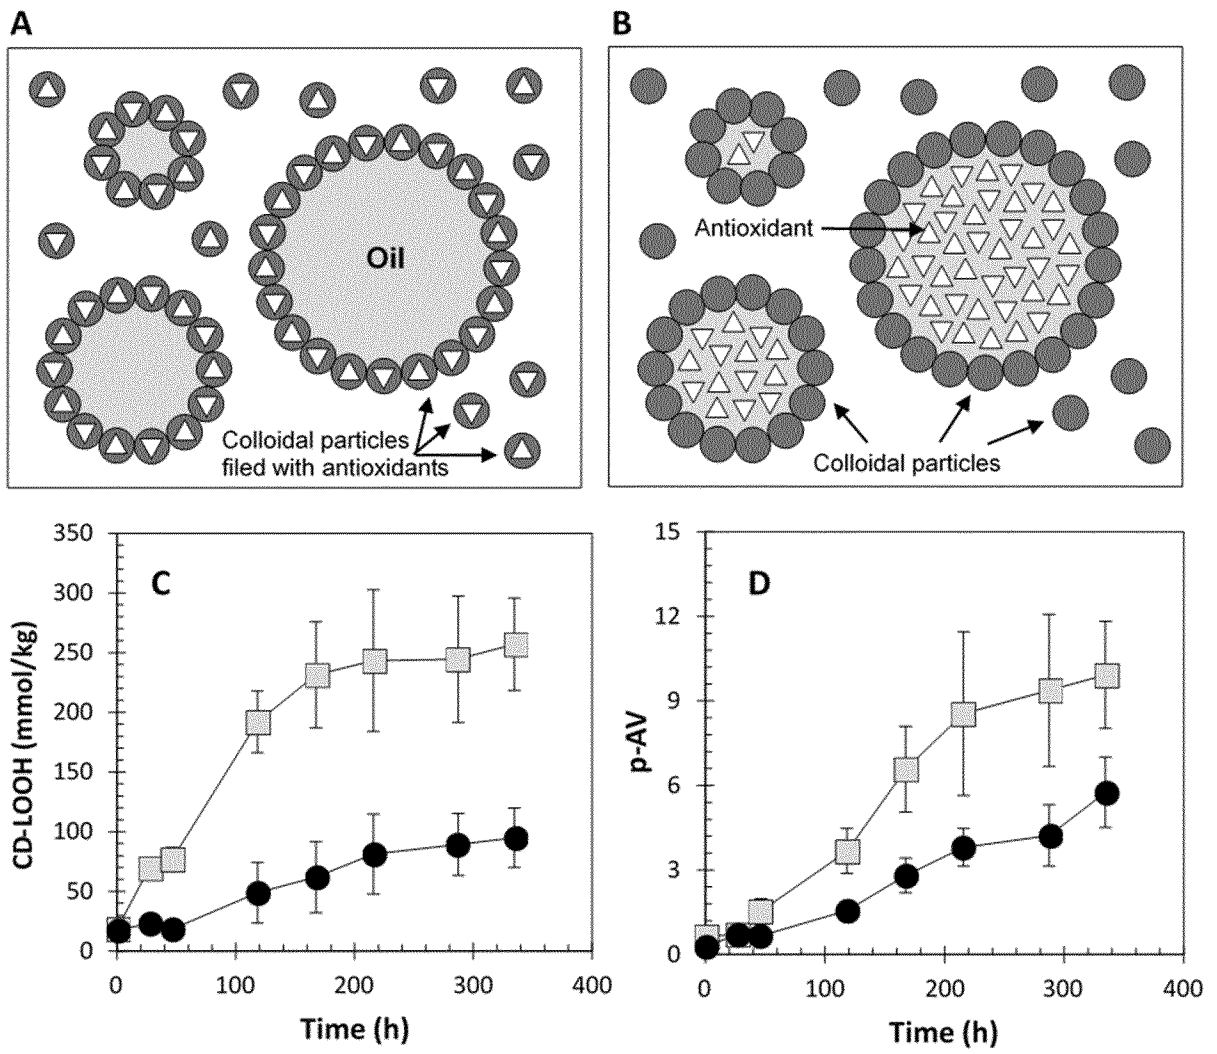 A
B
Oil
Antioxidant
Colloidal particles
filed with antioxidants
Colloidal particles
C
CD-LOOH (mmol/kg)
350
300
250
200
150
100
50
0
0 100 200 300 400
Time (h)
D
p-AV
15
12
9
6
3
0
0 100 200 300 400
Time (h)